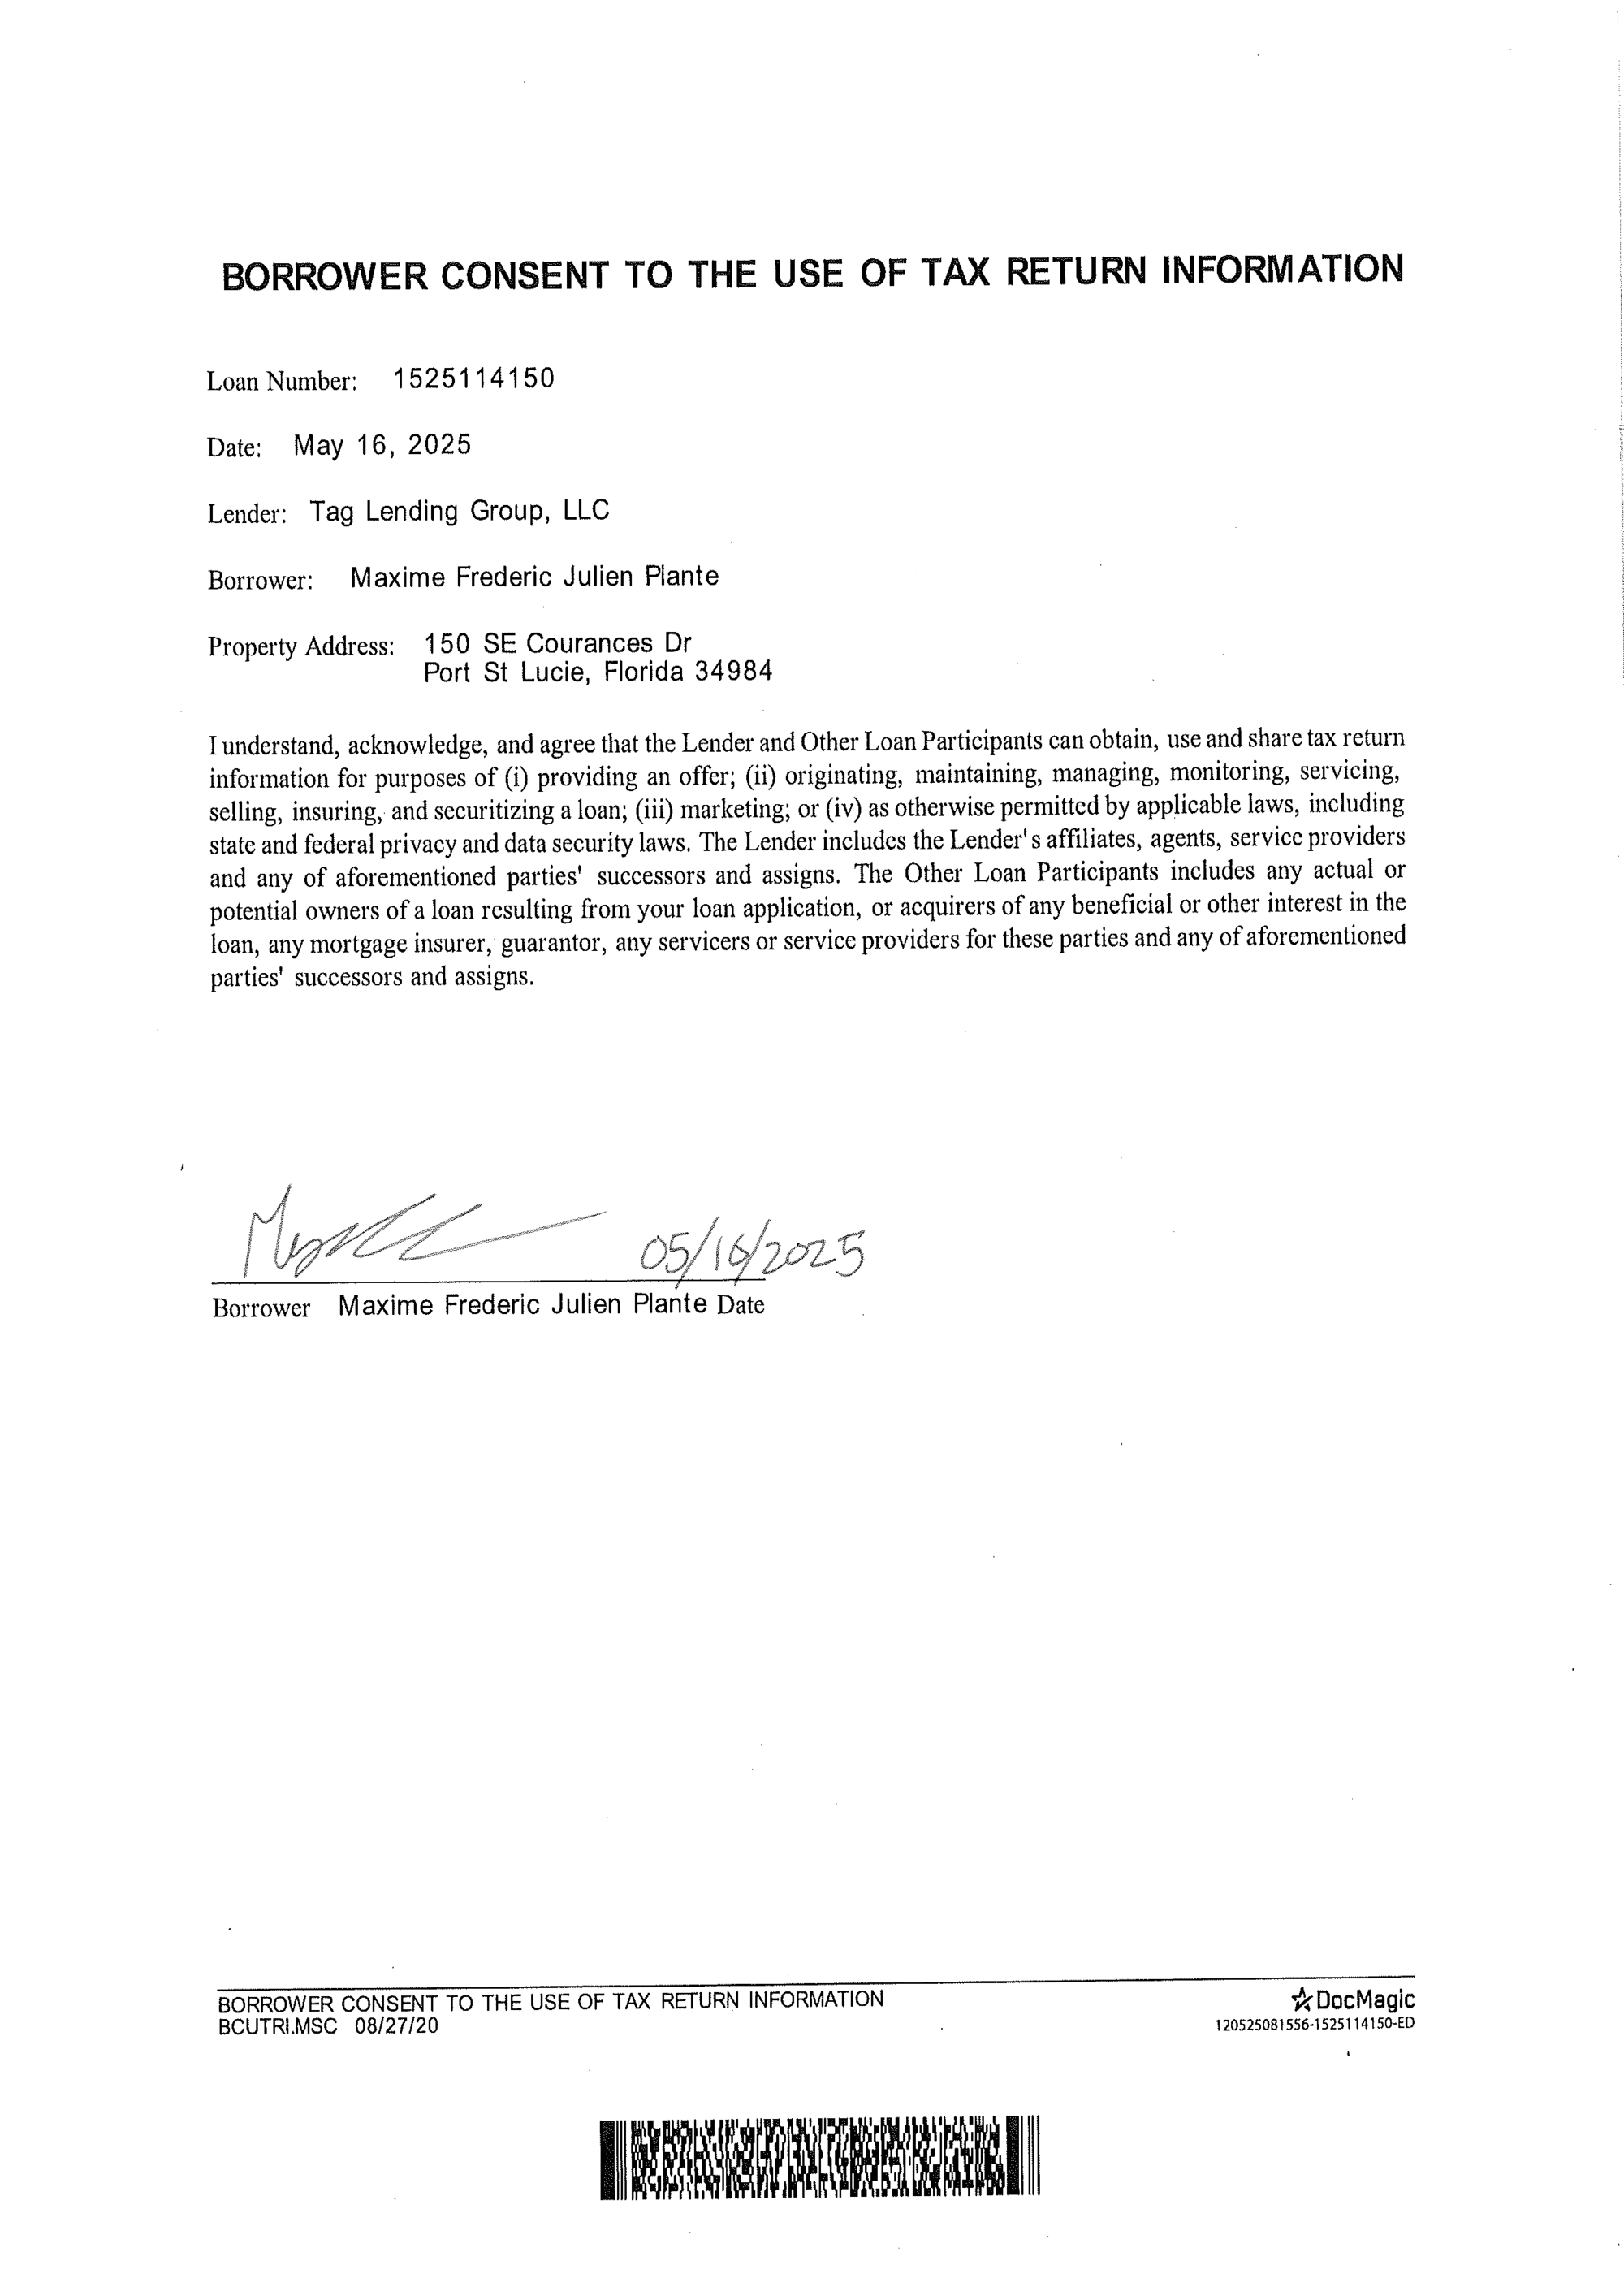 BORROWER CONSENT TO THE USE OF TAX RETURN INFORMATION
Loan Number: 1525114150
Date: May 16, 2025
Lender: Tag Lending Group, LLC
Borrower: Maxime Frederic Julien Plante
Property Address: 150 SE Courances Dr
Port St Lucie, Florida 34984
I understand, acknowledge, and agree that the Lender and Other Loan Participants can obtain, use and share tax return
information for purposes of (i) providing an offer; (ii) originating, maintaining, managing, monitoring, servicing,
selling, insuring, and securitizing a loan; (iii) marketing; or (iv) as otherwise permitted by applicable laws, including
state and federal privacy and data security laws. The Lender includes the Lender's affiliates, agents, service providers
and any of aforementioned parties' successors and assigns. The Other Loan Participants includes any actual or
potential owners of a loan resulting from your loan application, or acquirers of any beneficial or other interest in the
loan, any mortgage insurer, guarantor, any servicers or service providers for these parties and any of aforementioned
parties' successors and assigns.
05/16/2025
Borrower Maxime Frederic Julien Plante Date
BORROWER CONSENT TO THE USE OF TAX RETURN INFORMATION
BCUTRI.MSC 08/27/20
DocMagic
120525081556-1525114150-ED